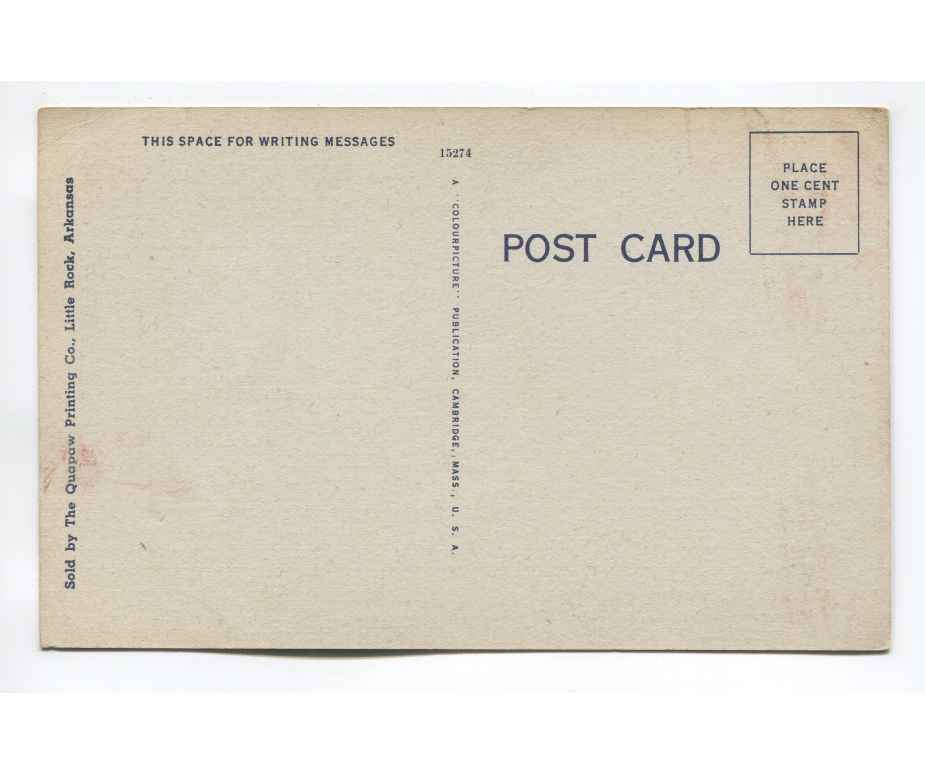 THIS SPACE FOR WRITING MESSAGES
Sold by The Quapaw Printing Co., Little Rock, Arkansas
15274
A "COLOURPICTURE" PUBLICATION, CAMBRIDGE, MASS., U. S. A.
POST CARD
PLACE
ONE CENT
STAMP
HERE